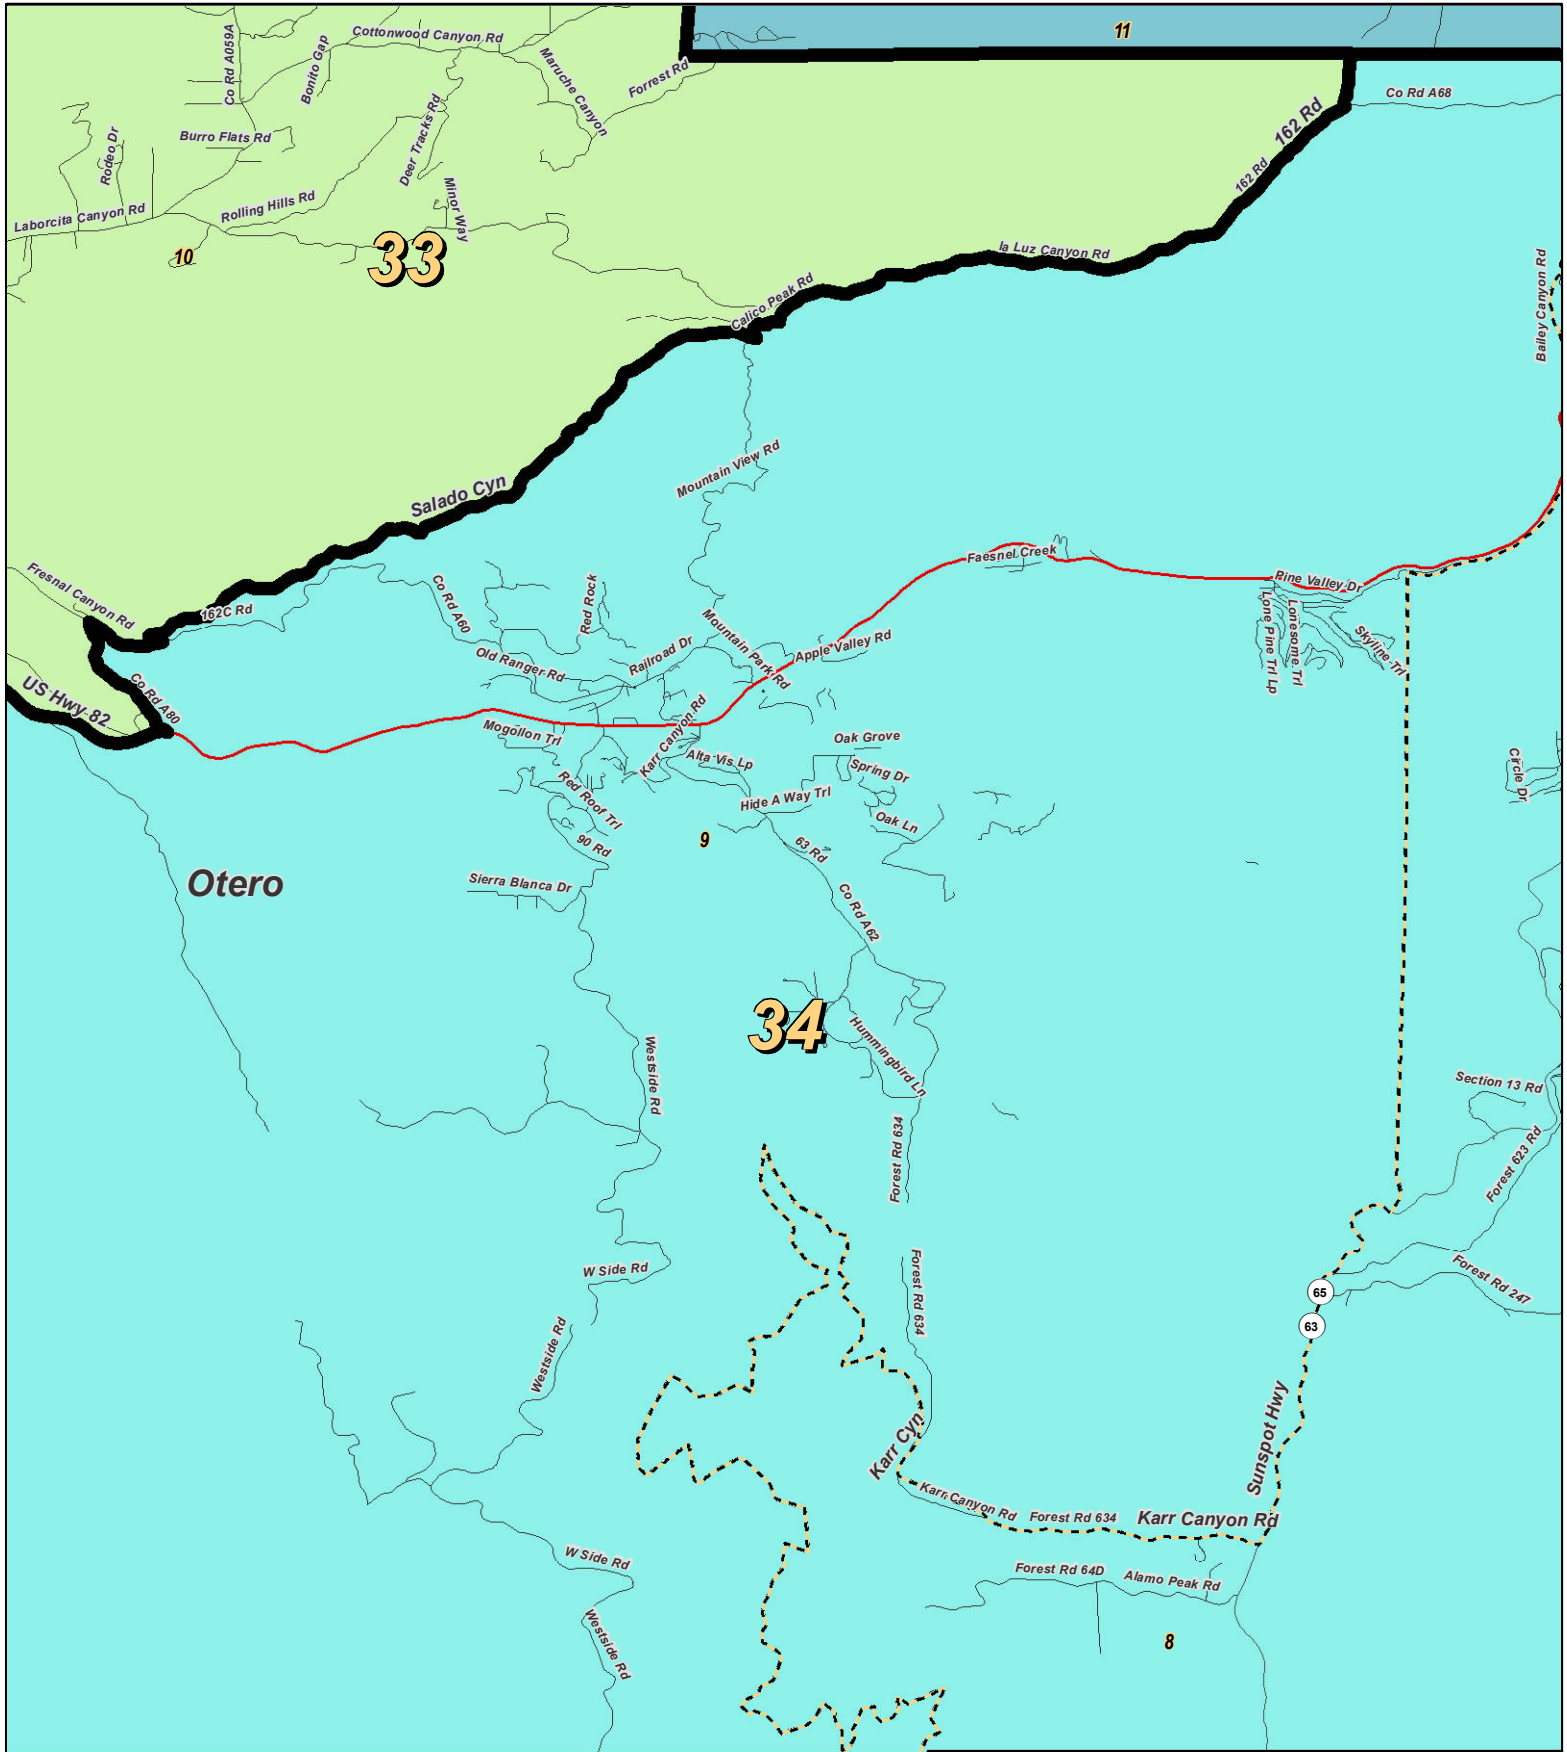 11
Cottonwood Canyon Rd
Co Rd A059A
Bonito Gap
Maruche Canyon
Forrest Rd
Co Rd A68
Deer Tracks Rd
162 Rd
Burro Flats Rd
Rodeo Dr
162 Rd
Minor Way
Rolling Hills Rd
Laborcita Canyon Rd
10
33
la Luz Canyon Rd
Bailey Canyon Rd
Calico Peak Rd
Mountain View Rd
Salado Cyn
Faesnel Creek
Fresnal Canyon Rd
162C Rd
Co Rd A60
Red Rock
Pine Valley Dr
Lone Pine Trl Lp
Lonesome Trl
Skyline Trl
Mountain Park Rd
Apple Valley Rd
Railroad Dr
Old Ranger Rd
US Hwy 82
Co Rd A80
Mogollon Trl
Karr Canyon Rd
Oak Grove
Alta Vis Lp
Spring Dr
Circle Dr
Red Roof Trl
Hide A Way Trl
Oak Ln
9
90 Rd
63 Rd
Otero
Sierra Blanca Dr
Co Rd A62
34
Hummingbird Ln
Westside Rd
Section 13 Rd
Forest Rd 634
Forest 623 Rd
W Side Rd
Forest Rd 634
Forest Rd 247
65
63
Westside Rd
Sunspot Hwy
Karr Cyn
Karr Canyon Rd
Forest Rd 634
Karr Canyon Rd
W Side Rd
Forest Rd 64D
Alamo Peak Rd
Westside Rd
8